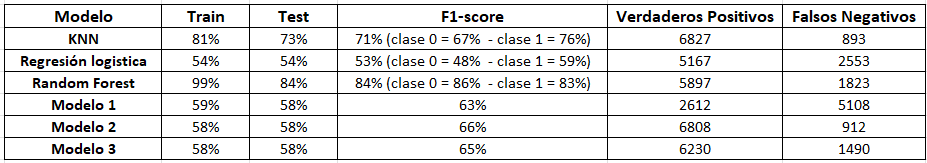 Modelo Train Test F1-score Verdaderos Positivos Falsos Negativos
KNN 81% 73% 71% (clase 0 = 67% - clase 1 = 76%) 6827 893
Regresión logistica 54% 54% 53% (clase 0 = 48% - clase 1 = 59%) 5167 2553
Random Forest 99% 84% 84% (clase 0 = 86% - clase 1 = 83%) 5897 1823
Modelo 1 59% 58% 63% 2612 5108
Modelo 2 58% 58% 66% 6808 912
Modelo 3 58% 58% 65% 6230 1490